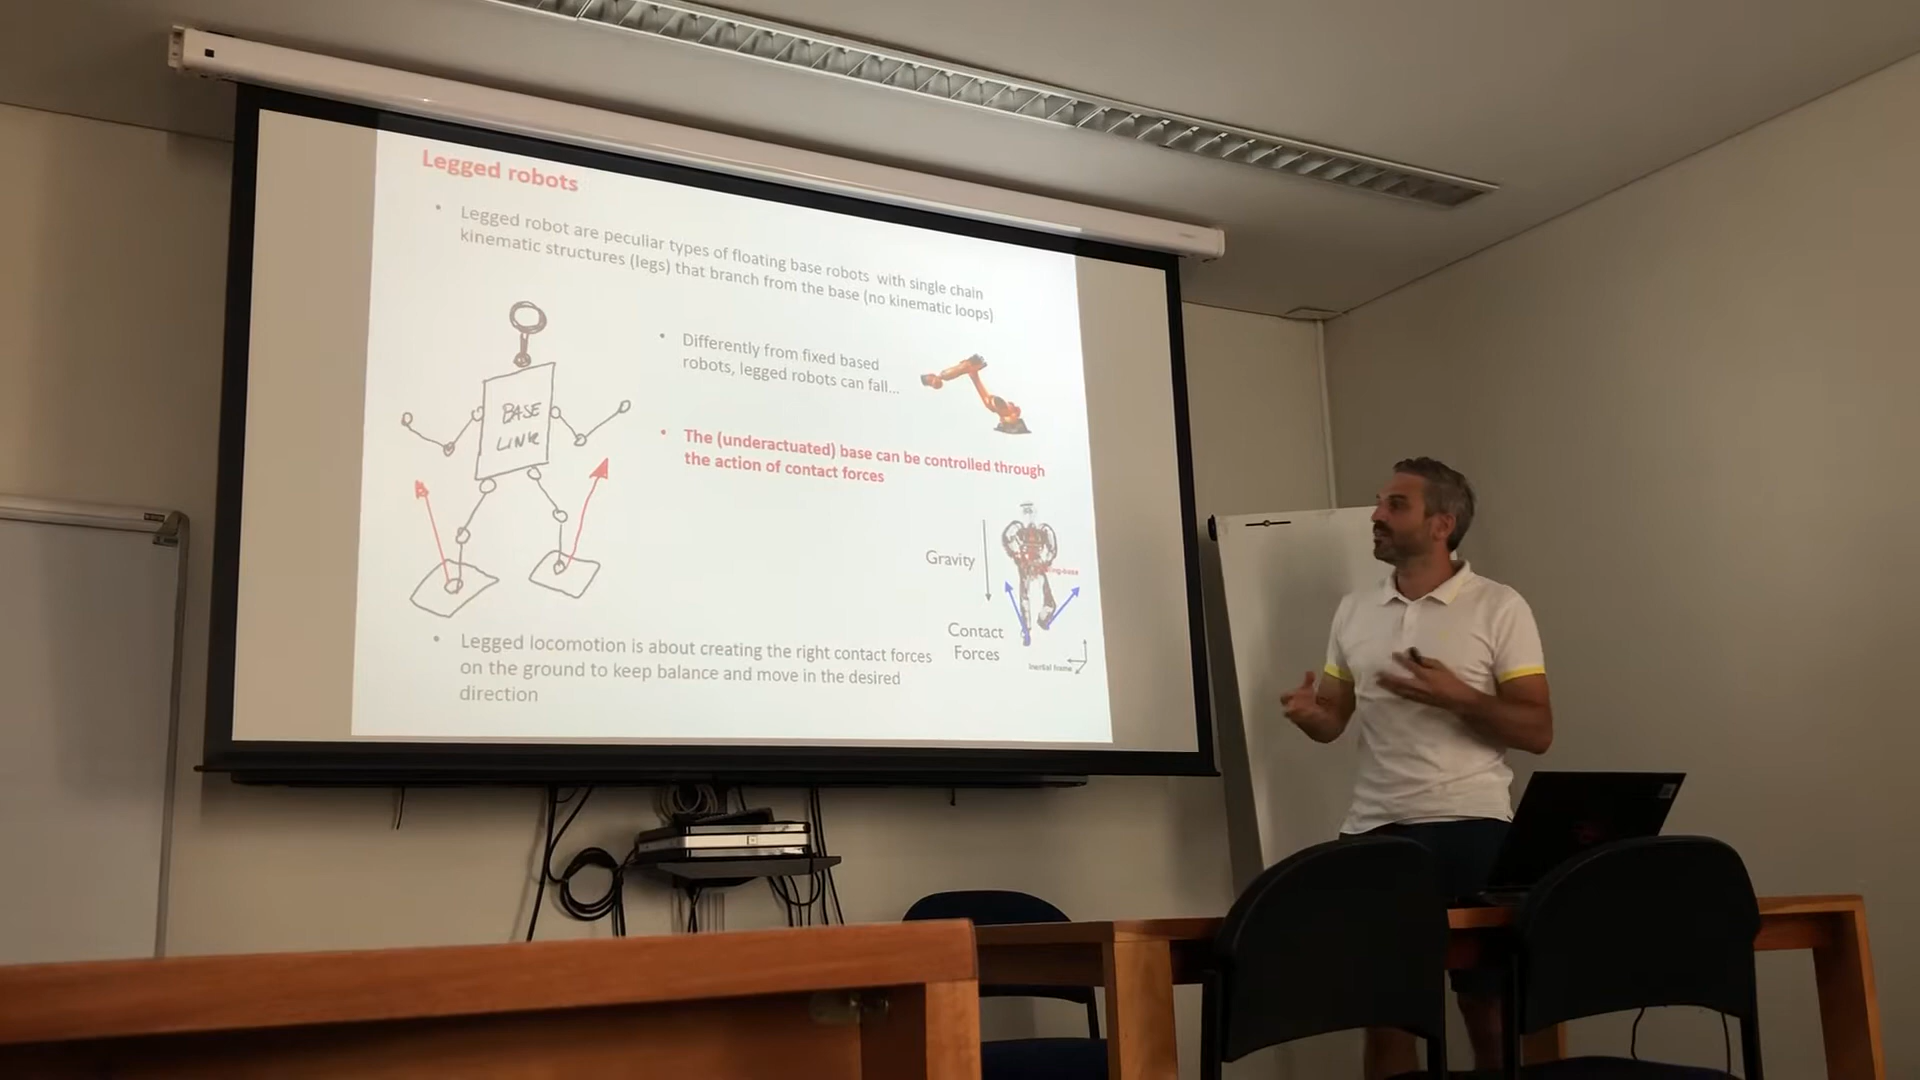 Legged robots
• Legged robot are peculiar types of floating base robots with single chain
kinematic structures (legs) that branch from the base (no kinematic loops)
• Differently from fixed based
robots, legged robots can fall...
BASE
LINK
• The (underactuated) base can be controlled through
the action of contact forces
Gravity
Contact
Forces
Inertial frame
• Legged locomotion is about creating the right contact forces
on the ground to keep balance and move in the desired
direction